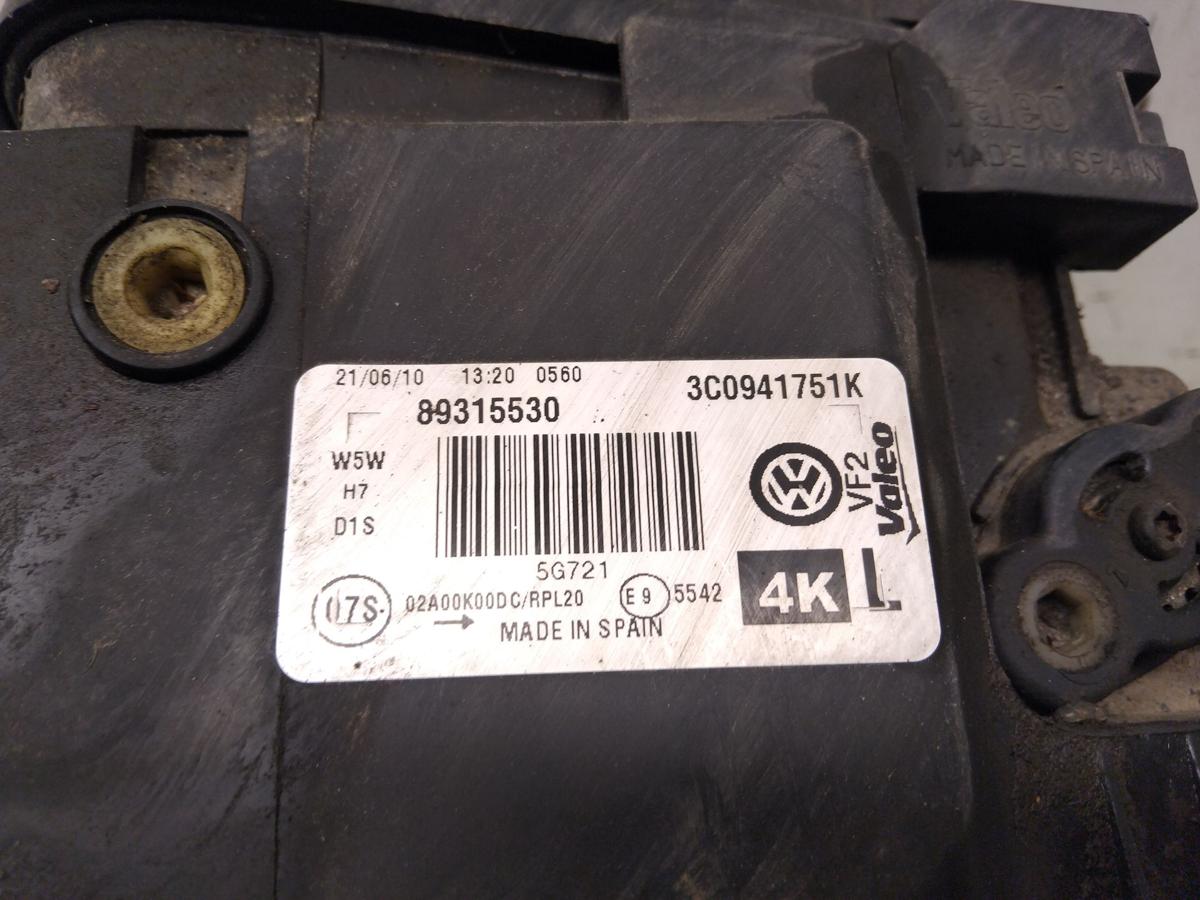 Valeo
MADE IN SPAIN
21/06/10 13:20 0560
89315530
3C0941751K
W5W
H7
D1S
VF2
Valeo
5G721
07S
02A00K00DC/RPL20
E9 5542
4K L
MADE IN SPAIN